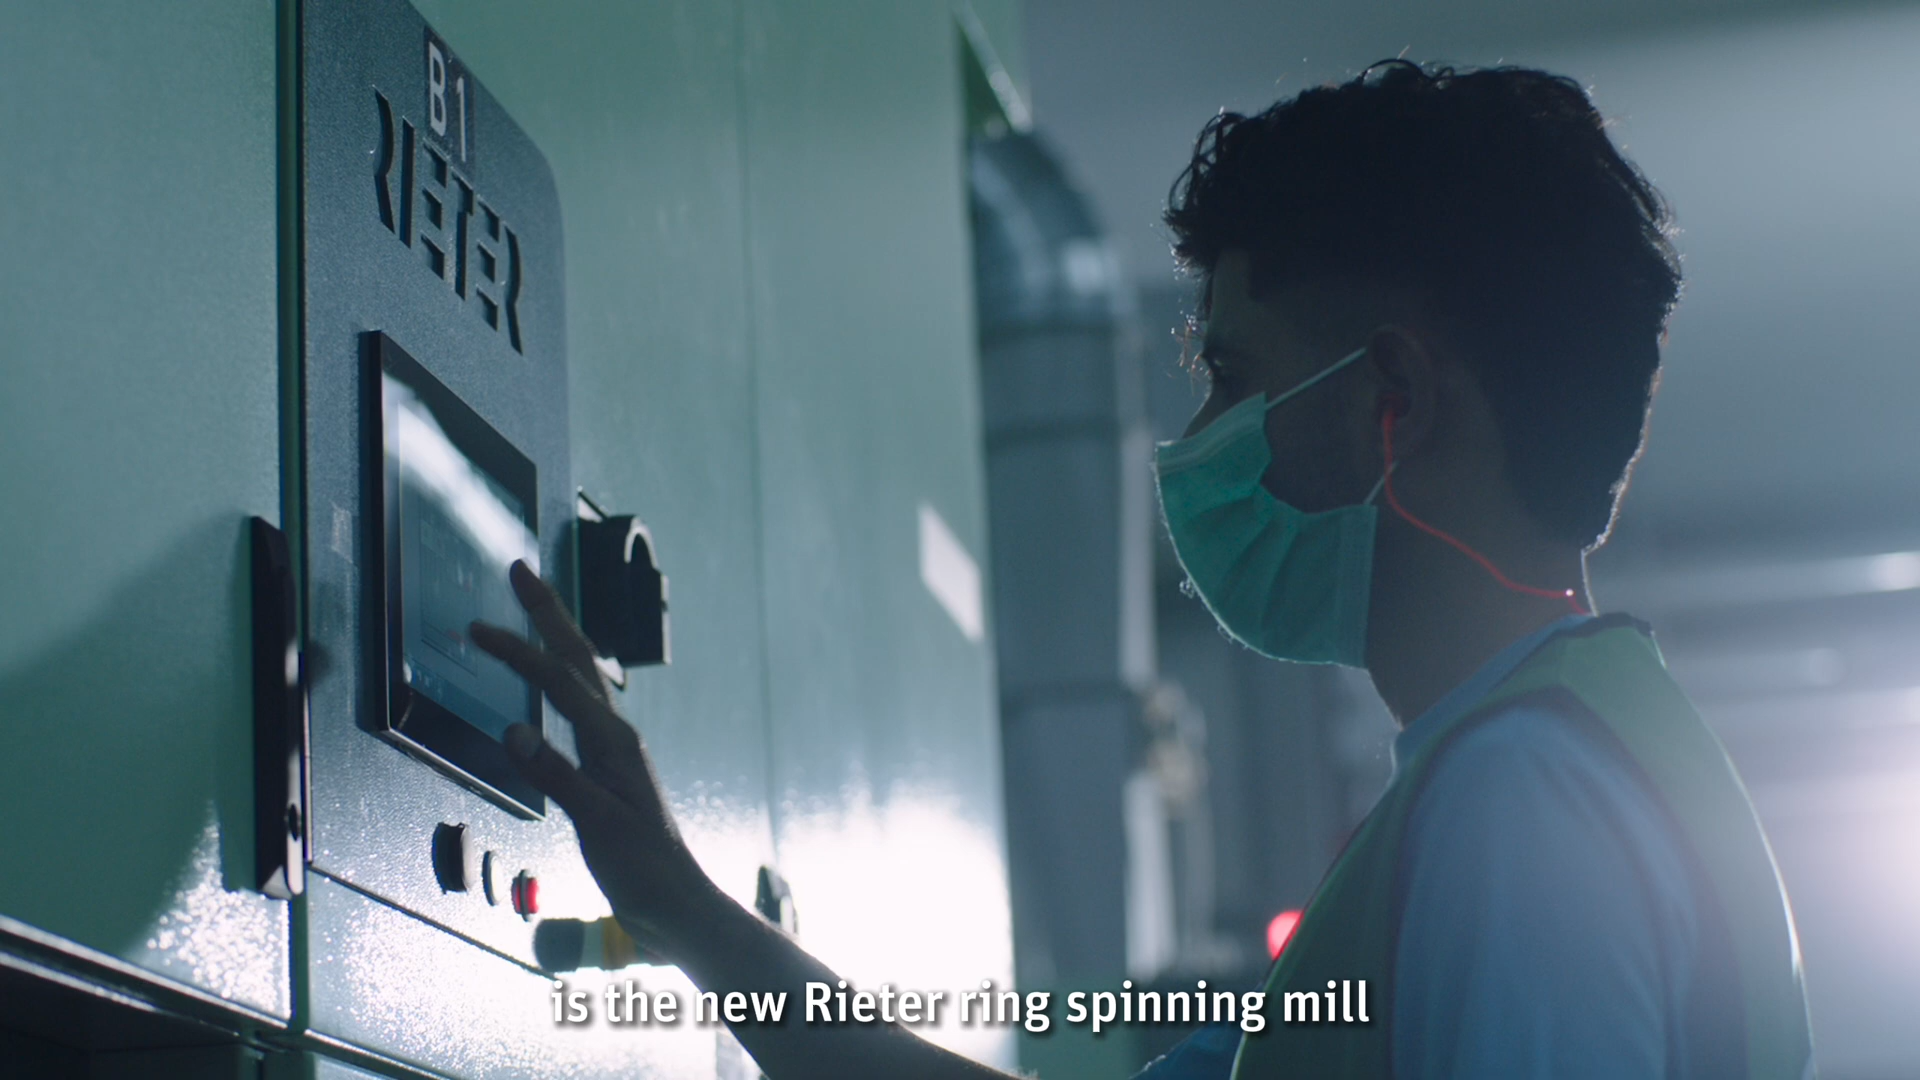 B1
RIETER
is the new Rieter ring spinning mill